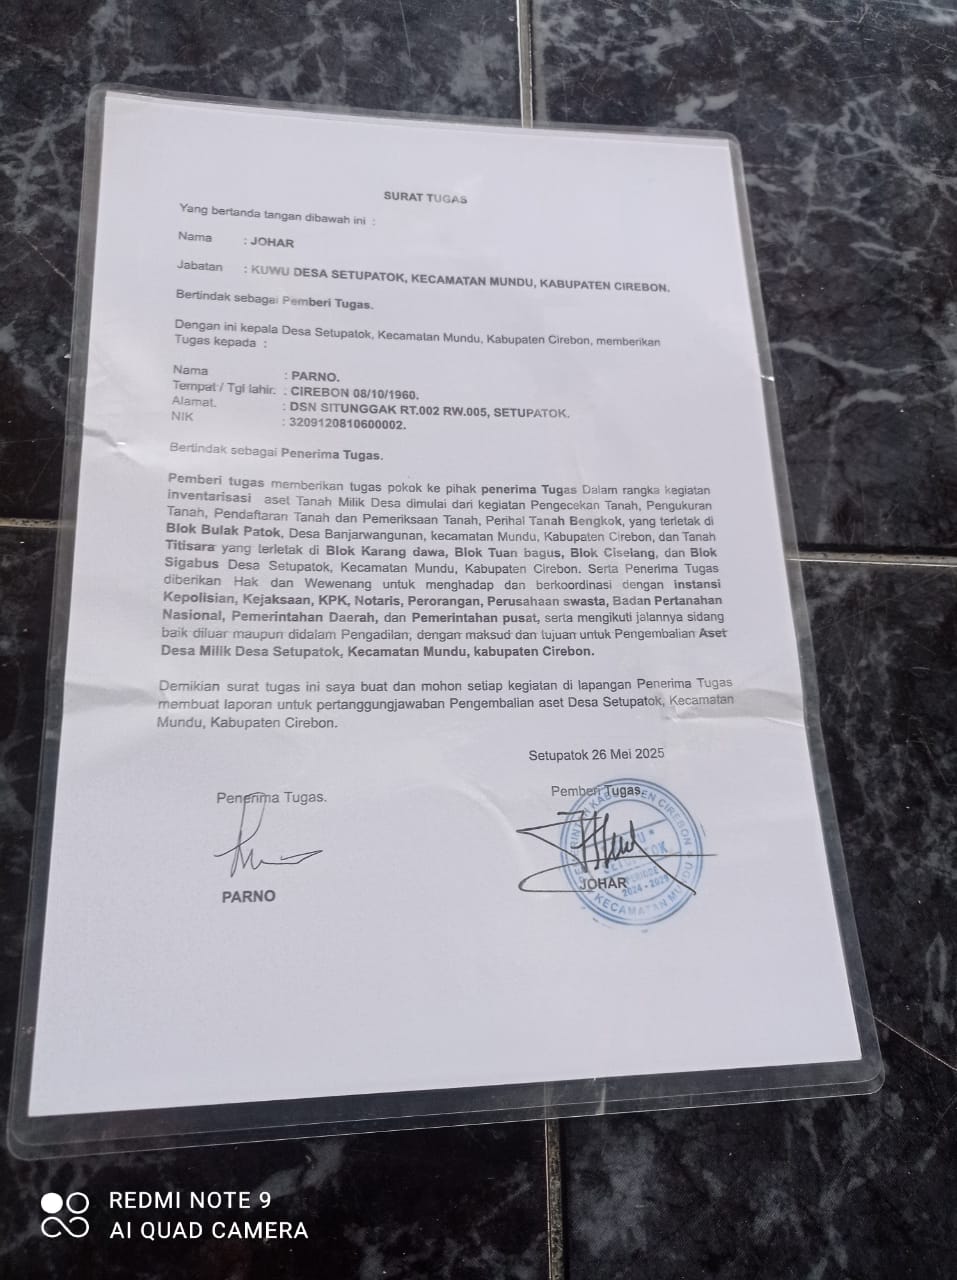 SURAT TUGAS
Yang bertanda tangan dibawah ini :
Nama : JOHAR
Jabatan : KUWU DESA SETUPATOK, KECAMATAN MUNDU, KABUPATEN CIREBON.
Bertindak sebagai Pemberi Tugas.
Dengan ini kepala Desa Setupatok, Kecamatan Mundu, Kabupaten Cirebon, memberikan
Tugas kepada :
Nama : PARNO.
Tempat / Tgl lahir. : CIREBON 08/10/1960.
Alamat. : DSN SITUNGGAK RT.002 RW.005, SETUPATOK.
NIK : 3209120810600002.
Bertindak sebagai Penerima Tugas.
Pemberi tugas memberikan tugas pokok ke pihak penerima Tugas Dalam rangka kegiatan
inventarisasi aset Tanah Milik Desa dimulai dari kegiatan Pengecekan Tanah, Pengukuran
Tanah, Pendaftaran Tanah dan Pemeriksaan Tanah, Perihal Tanah Bengkok, yang terletak di
Blok Bulak Patok, Desa Banjarwangunan, kecamatan Mundu, Kabupaten Cirebon, dan Tanah
Titisara yang terletak di Blok Karang dawa, Blok Tuan bagus, Blok Ciselang, dan Blok
Sigabus Desa Setupatok, Kecamatan Mundu, Kabupaten Cirebon. Serta Penerima Tugas
diberikan Hak dan Wewenang untuk menghadap dan berkoordinasi dengan instansi
Kepolisian, Kejaksaan, KPK, Notaris, Perorangan, Perusahaan swasta, Badan Pertanahan
Nasional, Pemerintahan Daerah, dan Pemerintahan pusat, serta mengikuti jalannya sidang
baik diluar maupun didalam Pengadilan, dengan maksud dan tujuan untuk Pengembalian Aset
Desa Milik Desa Setupatok, Kecamatan Mundu, kabupaten Cirebon.
Demikian surat tugas ini saya buat dan mohon setiap kegiatan di lapangan Penerima Tugas
membuat laporan untuk pertanggungjawaban Pengembalian aset Desa Setupatok, Kecamatan
Mundu, Kabupaten Cirebon.
Setupatok 26 Mei 2025
Penerima Tugas.
Pemberi Tugas
PARNO
JOHAR
KABUPATEN CIREBON
PERIODE
KECAMATAN MUNDU
REDMI NOTE 9
AI QUAD CAMERA